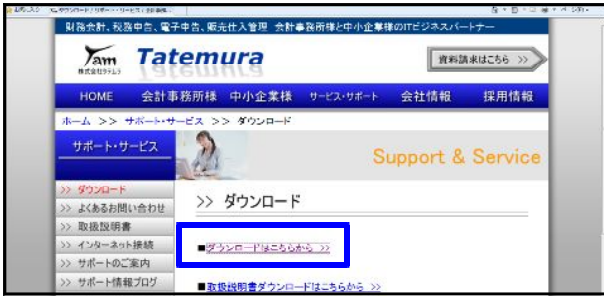 財務会計、税務申告、電子申告、販売仕入管理 会計事務所様と中小企業様のITビジネスパートナー
Tam
株式会社タテムラ
Tatemura
資料請求はこちら >>
HOME 会計事務所様 中小企業様 サービス・サポート 会社情報 採用情報
ホーム >> サポート・サービス >> ダウンロード
サポート・サービス
Support & Service
>> ダウンロード
>> よくあるお問い合わせ
>> 取扱説明書
>> インターネット接続
>> サポートのご案内
>> サポート情報ブログ
>> ダウンロード
■ダウンロードはこちらから >>
■取扱説明書ダウンロードはこちらから >>